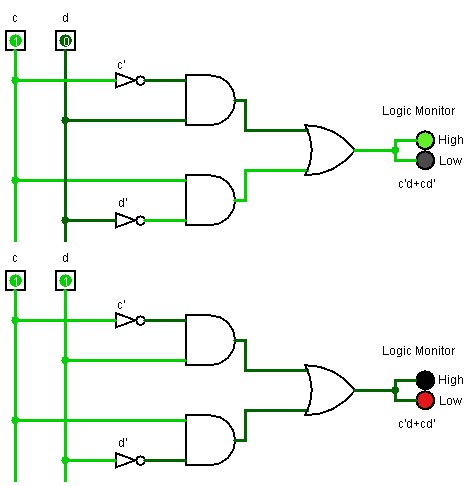 c d
1 0
c'
d'
Logic Monitor
High
Low
c'd+cd'
c d
1 1
c'
d'
Logic Monitor
High
Low
c'd+cd'